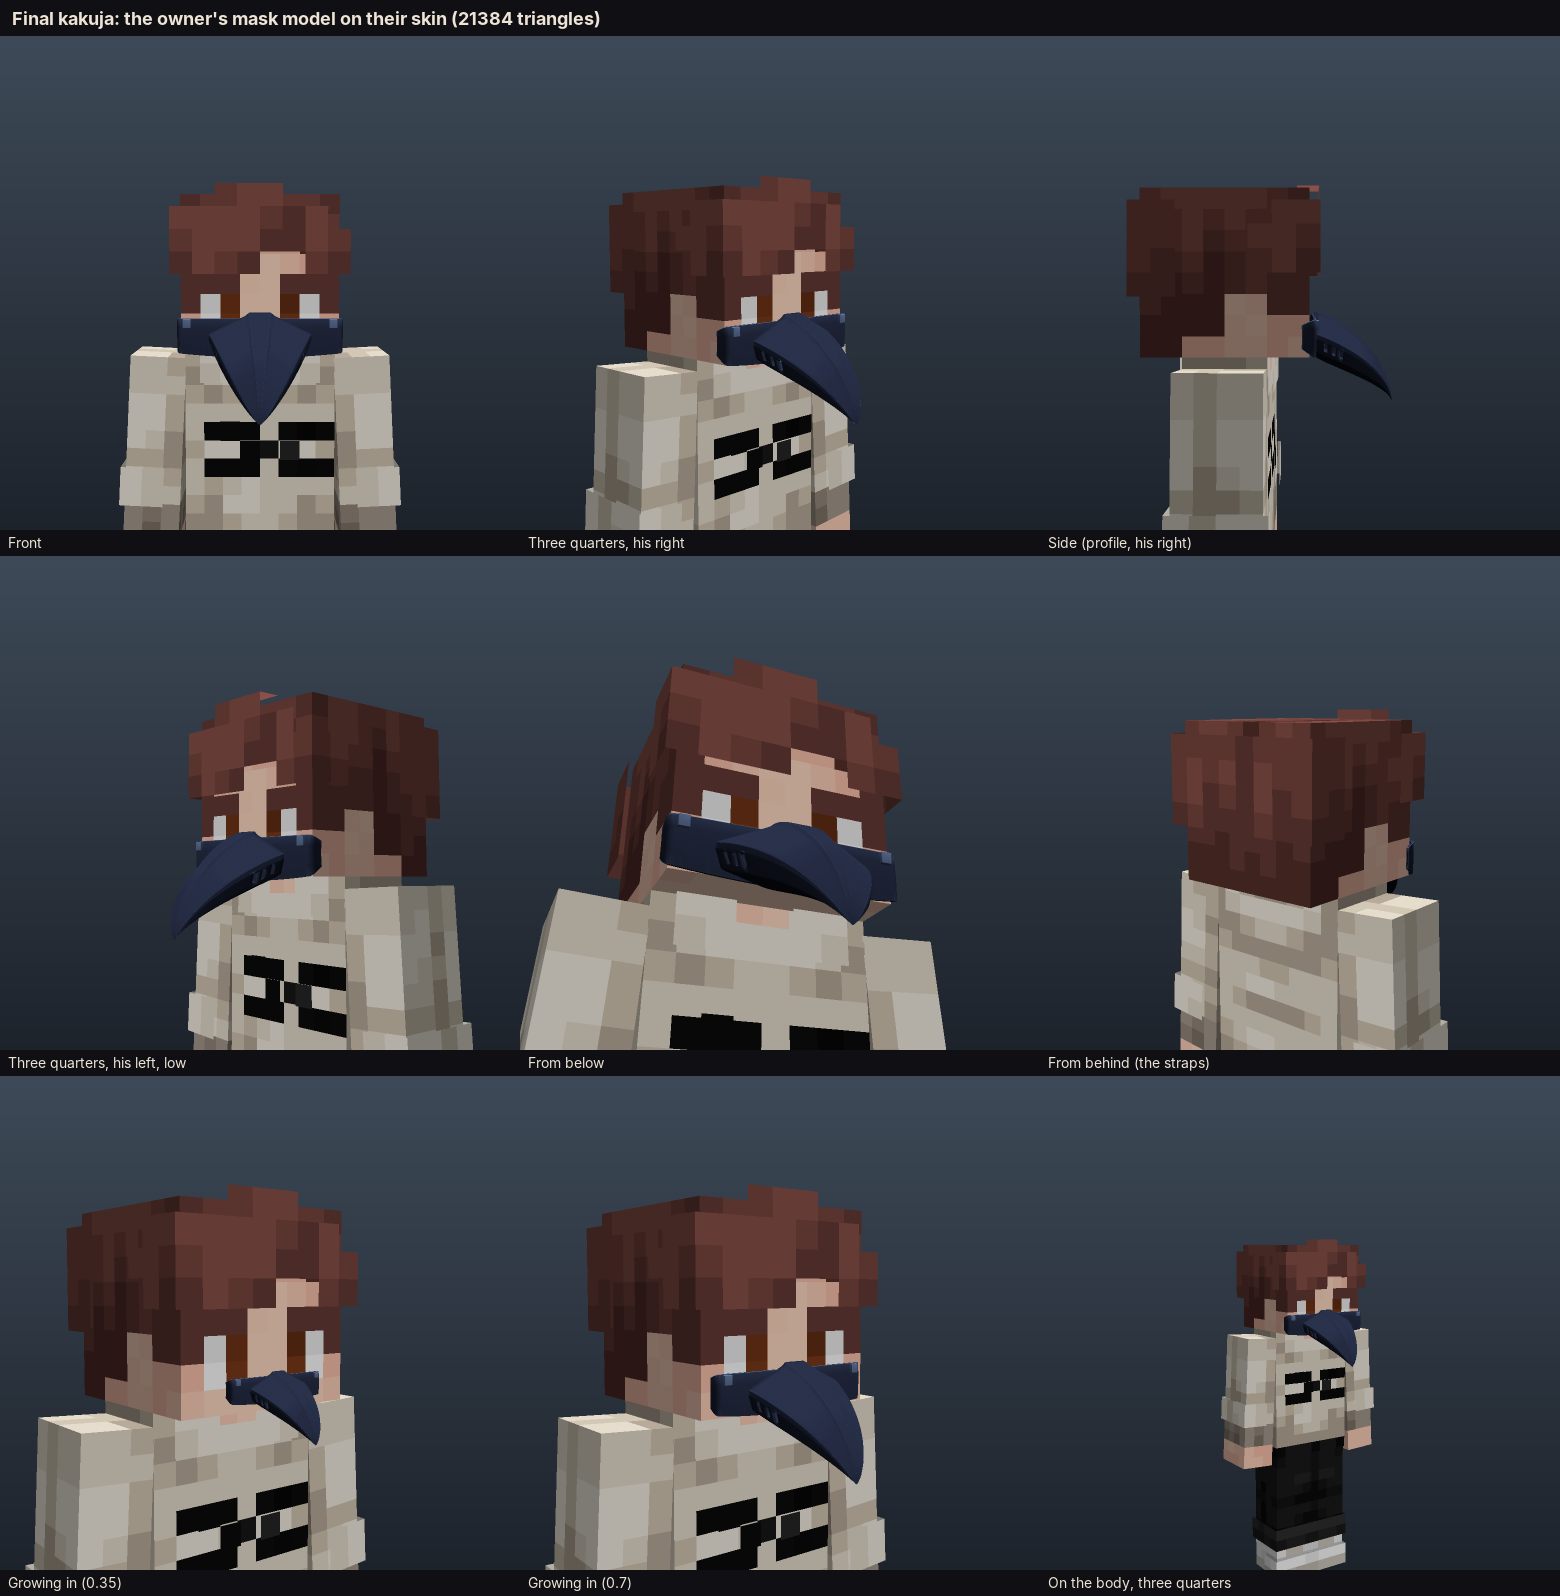 Final kakuja: the owner's mask model on their skin (21384 triangles)
Front
Three quarters, his right
Side (profile, his right)
Three quarters, his left, low
From below
From behind (the straps)
Growing in (0.35)
Growing in (0.7)
On the body, three quarters